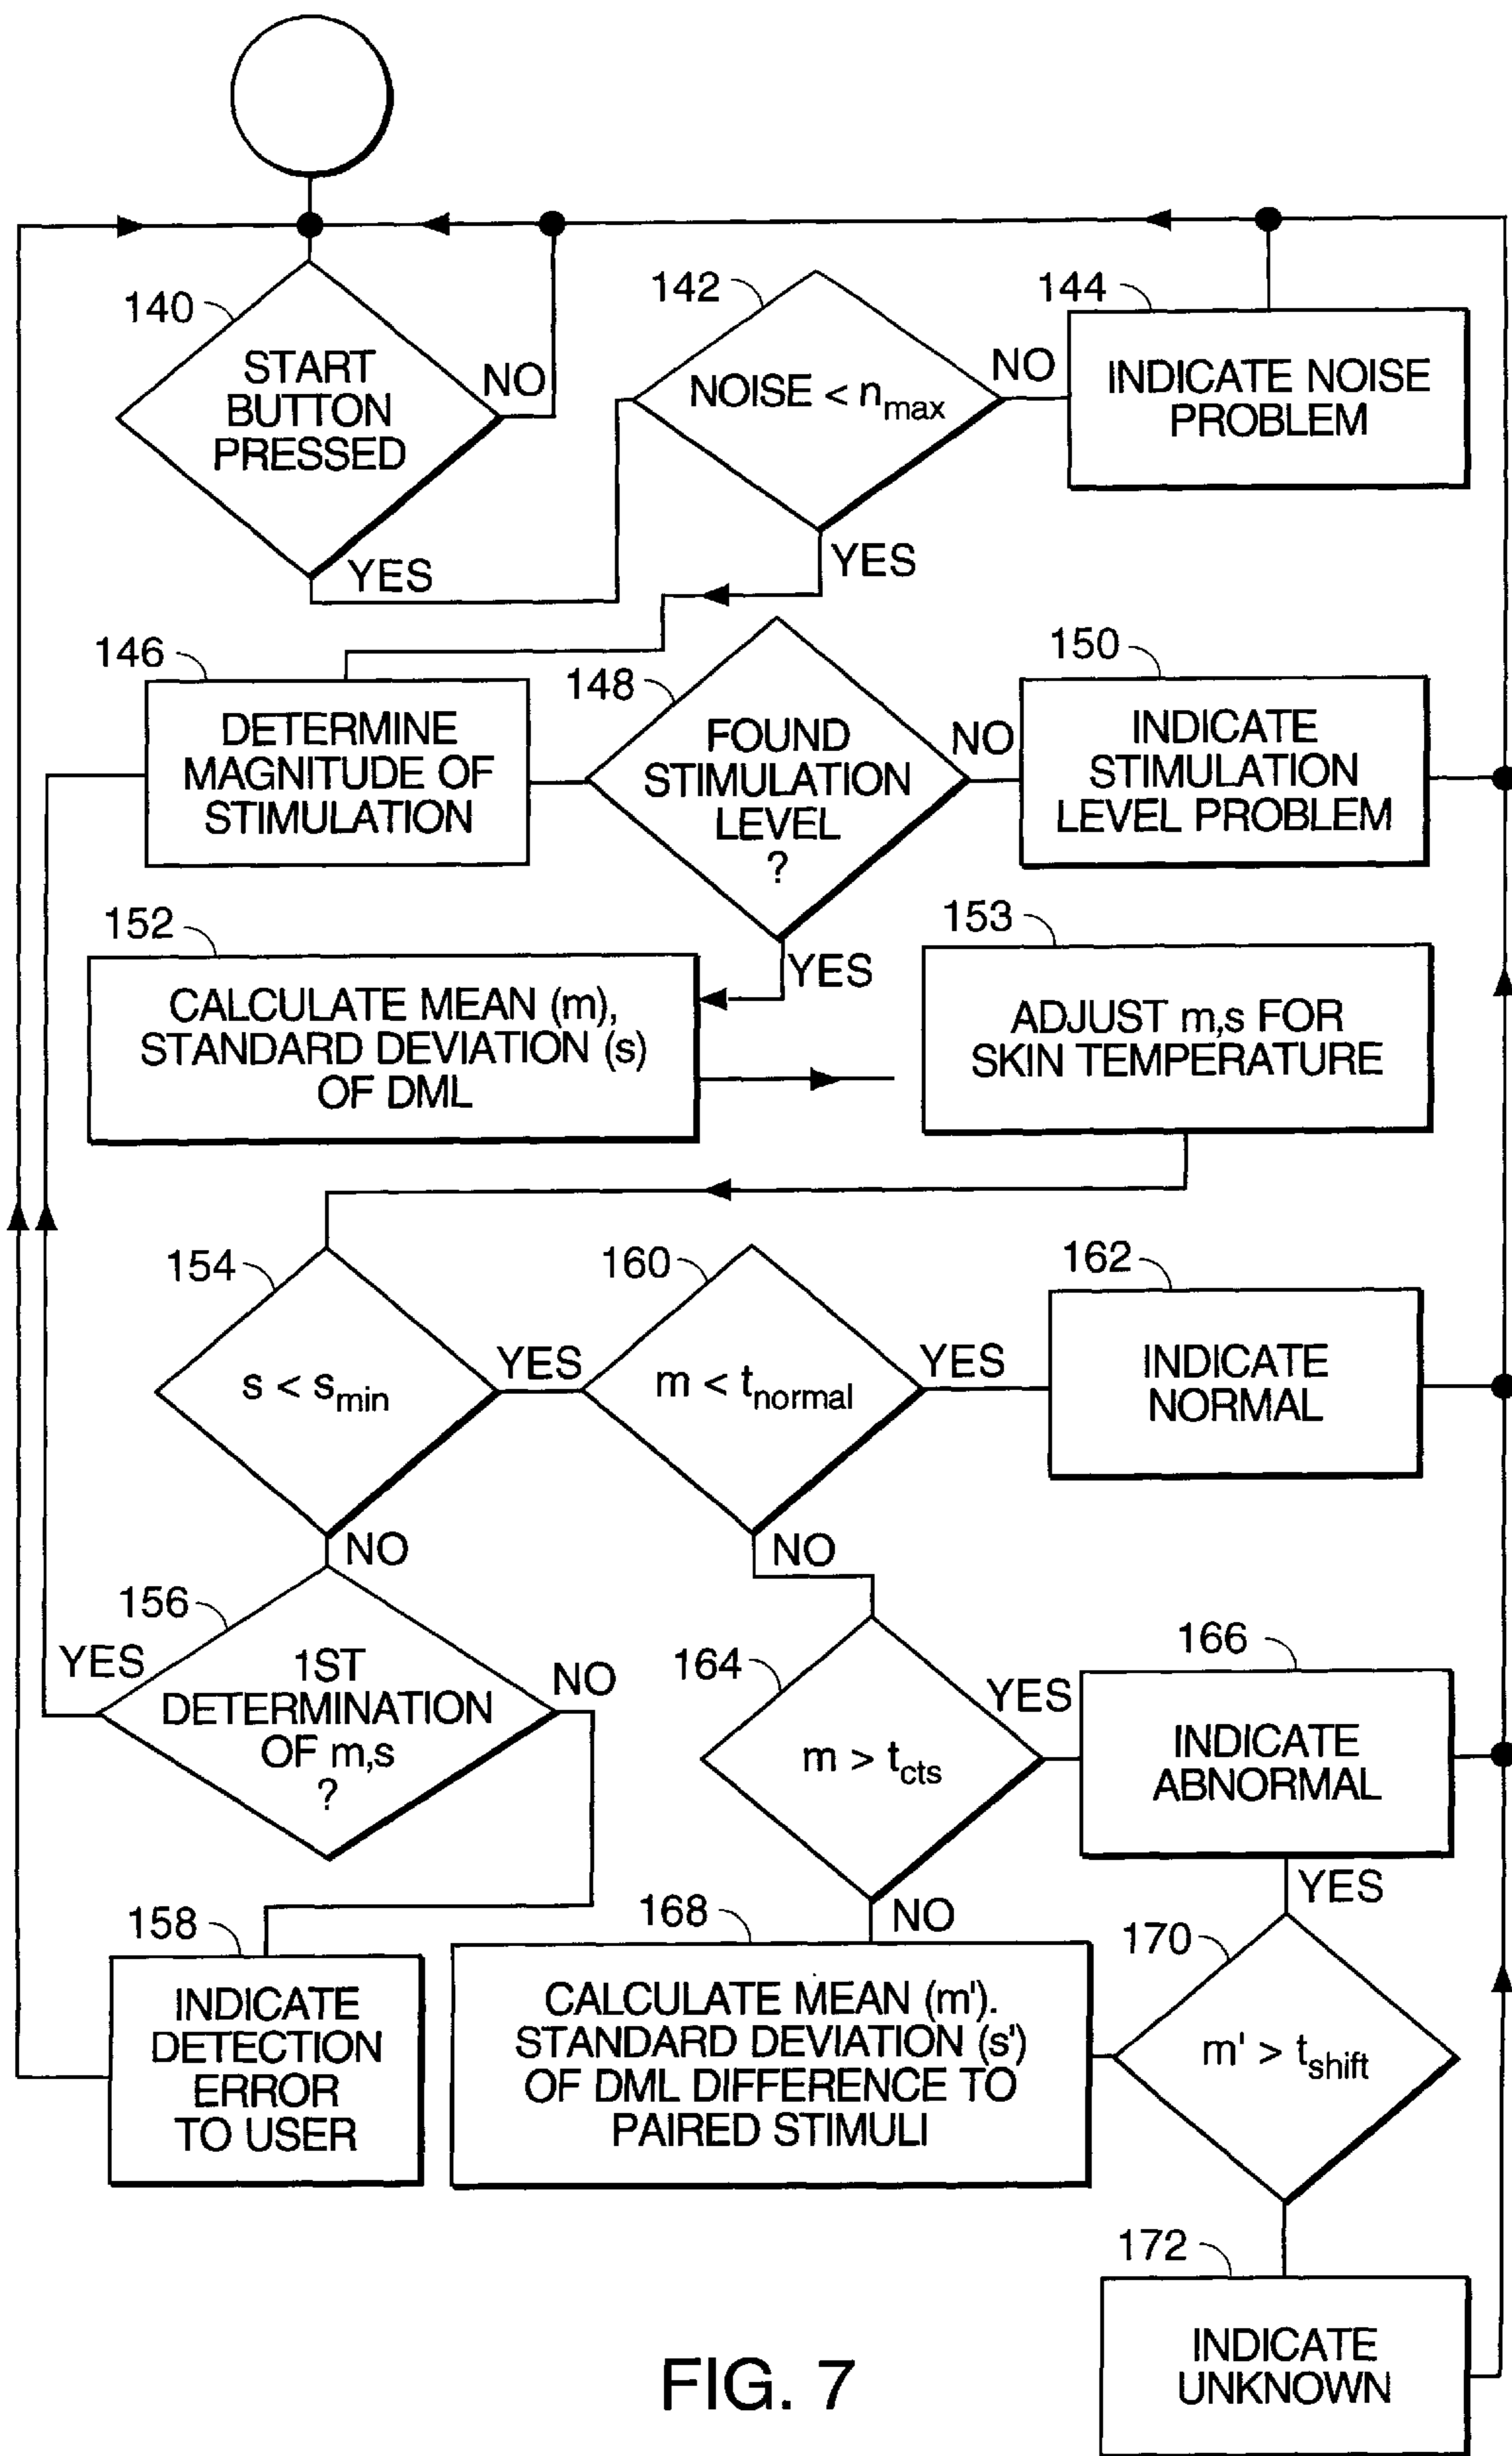 140
START
BUTTON
PRESSED
NO
YES
142
NOISE < nmax
NO
YES
144
INDICATE NOISE
PROBLEM
146
DETERMINE
MAGNITUDE OF
STIMULATION
148
FOUND
STIMULATION
LEVEL
?
NO
YES
150
INDICATE
STIMULATION
LEVEL PROBLEM
152
CALCULATE MEAN (m),
STANDARD DEVIATION (s)
OF DML
153
ADJUST m,s FOR
SKIN TEMPERATURE
154
s < smin
YES
NO
160
m < tnormal
YES
NO
162
INDICATE
NORMAL
156
YES
1ST
DETERMINATION
OF m,s
?
NO
164
m > tcts
YES
NO
166
INDICATE
ABNORMAL
YES
158
INDICATE
DETECTION
ERROR
TO USER
168
CALCULATE MEAN (m').
STANDARD DEVIATION (s')
OF DML DIFFERENCE TO
PAIRED STIMULI
170
m' > tshift
172
INDICATE
UNKNOWN
FIG. 7